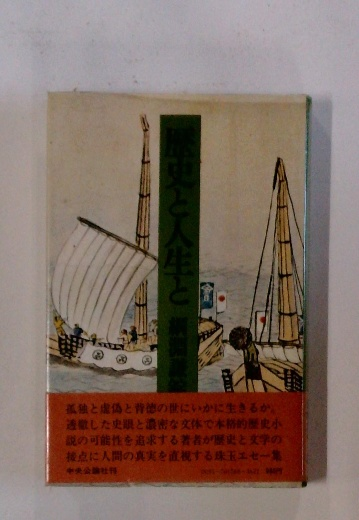 歴史と人生と
綱淵謙錠
孤独と虚偽と背徳の世にいかに生きるか。
透徹した史眼と濃密な文体で本格的歴史小
説の可能性を追求する著者が歴史と文学の
接点に人間の真実を直視する珠玉エセー集
中央公論社刊